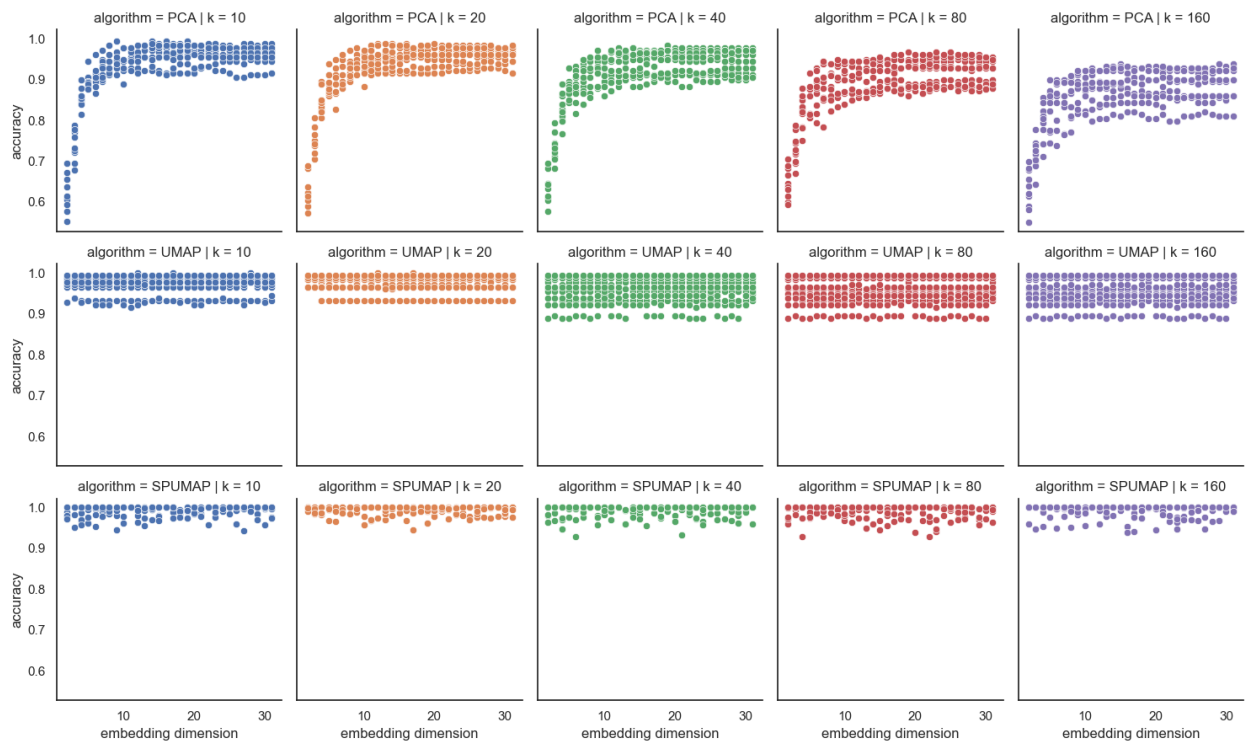 algorithm = PCA | k = 10
algorithm = PCA | k = 20
algorithm = PCA | k = 40
algorithm = PCA | k = 80
algorithm = PCA | k = 160
1.0
0.9
0.8
0.7
0.6
accuracy
algorithm = UMAP | k = 10
algorithm = UMAP | k = 20
algorithm = UMAP | k = 40
algorithm = UMAP | k = 80
algorithm = UMAP | k = 160
1.0
0.9
0.8
0.7
0.6
accuracy
algorithm = SPUMAP | k = 10
algorithm = SPUMAP | k = 20
algorithm = SPUMAP | k = 40
algorithm = SPUMAP | k = 80
algorithm = SPUMAP | k = 160
1.0
0.9
0.8
0.7
0.6
accuracy
10 20 30
10 20 30
10 20 30
10 20 30
10 20 30
embedding dimension
embedding dimension
embedding dimension
embedding dimension
embedding dimension